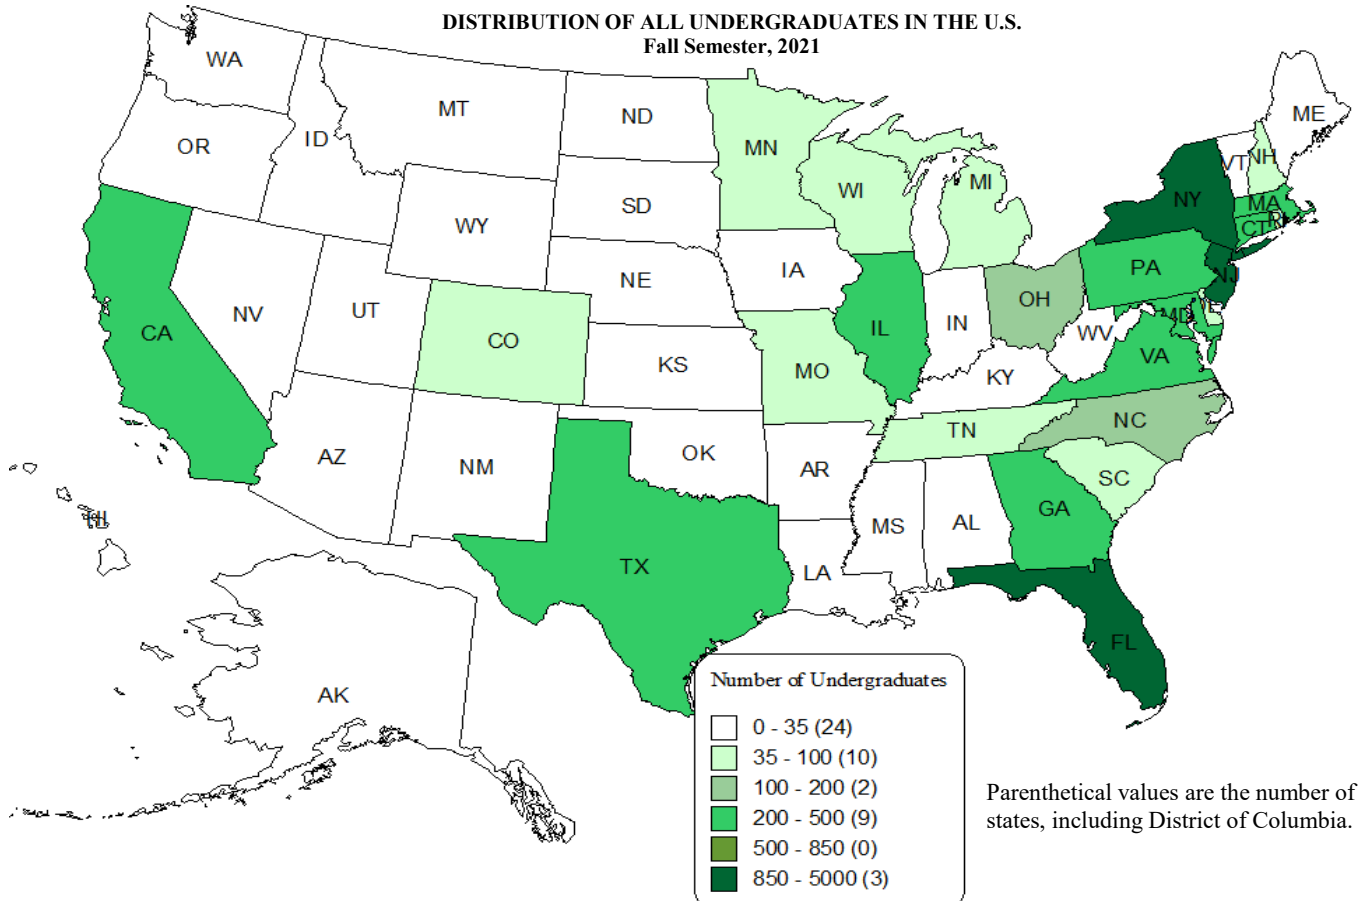 DISTRIBUTION OF ALL UNDERGRADUATES IN THE U.S.
Fall Semester, 2021
WA
MT
ND
ME
OR
ID
MN
VT
NH
WI
MI
SD
NY
MA
RI
WY
CT
IA
PA
NE
NJ
OH
NV
UT
IL
IN
MD
CA
CO
WV
VA
KS
MO
KY
NC
TN
AZ
NM
OK
AR
SC
HI
MS
AL
GA
TX
LA
FL
AK
Number of Undergraduates
0 - 35 (24)
35 - 100 (10)
100 - 200 (2)
200 - 500 (9)
500 - 850 (0)
850 - 5000 (3)
Parenthetical values are the number of
states, including District of Columbia.